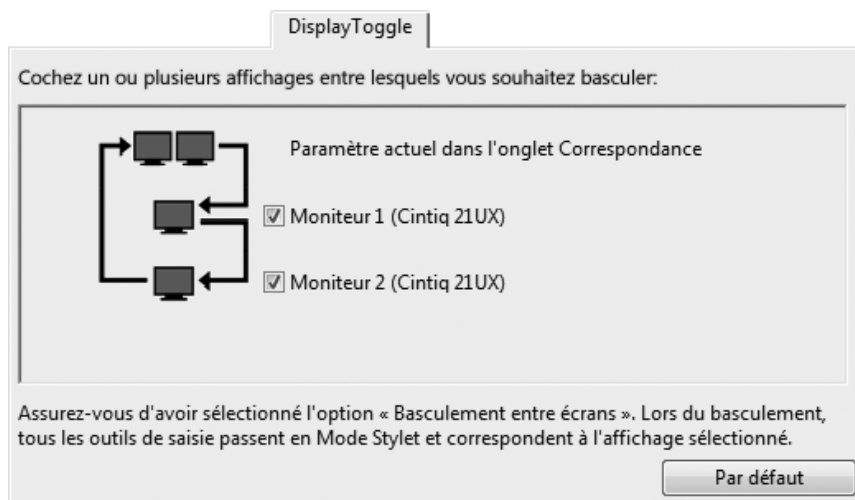 DisplayToggle
Cochez un ou plusieurs affichages entre lesquels vous souhaitez basculer:
Paramètre actuel dans l'onglet Correspondance
Moniteur 1 (Cintiq 21UX)
Moniteur 2 (Cintiq 21UX)
Assurez-vous d'avoir sélectionné l'option « Basculement entre écrans ». Lors du basculement,
tous les outils de saisie passent en Mode Stylet et correspondent à l'affichage sélectionné.
Par défaut